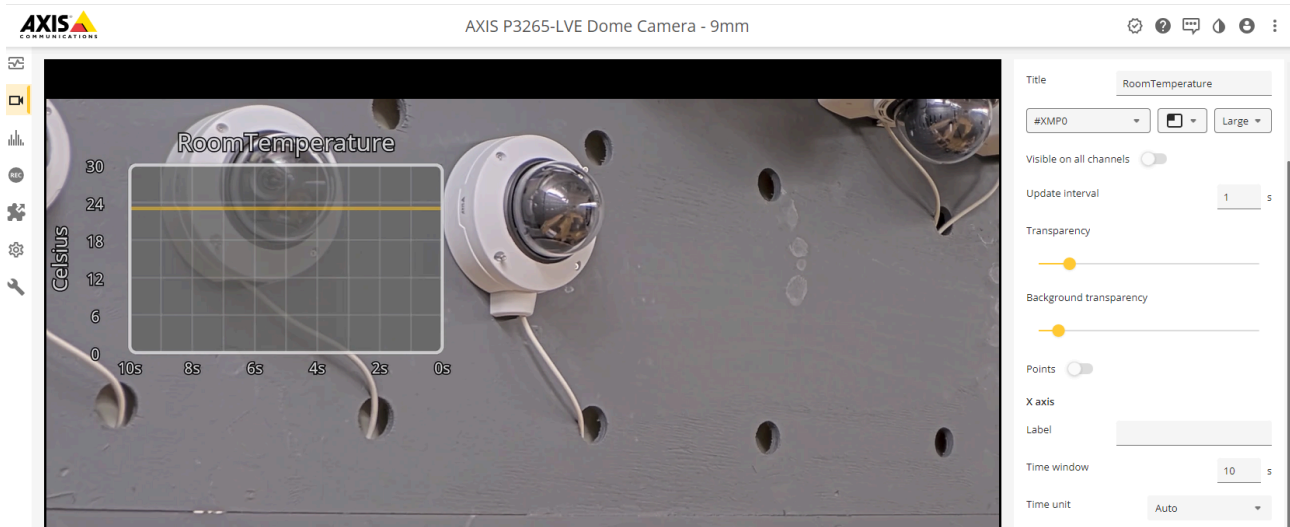 AXIS
COMMUNICATIONS
AXIS P3265-LVE Dome Camera - 9mm
REC
RoomTemperature
Celsius
30
24
18
12
6
0
10s 8s 6s 4s 2s 0s
Title RoomTemperature
#XMP0 Large
Visible on all channels
Update interval 1 s
Transparency
Background transparency
Points
X axis
Label
Time window 10 s
Time unit Auto